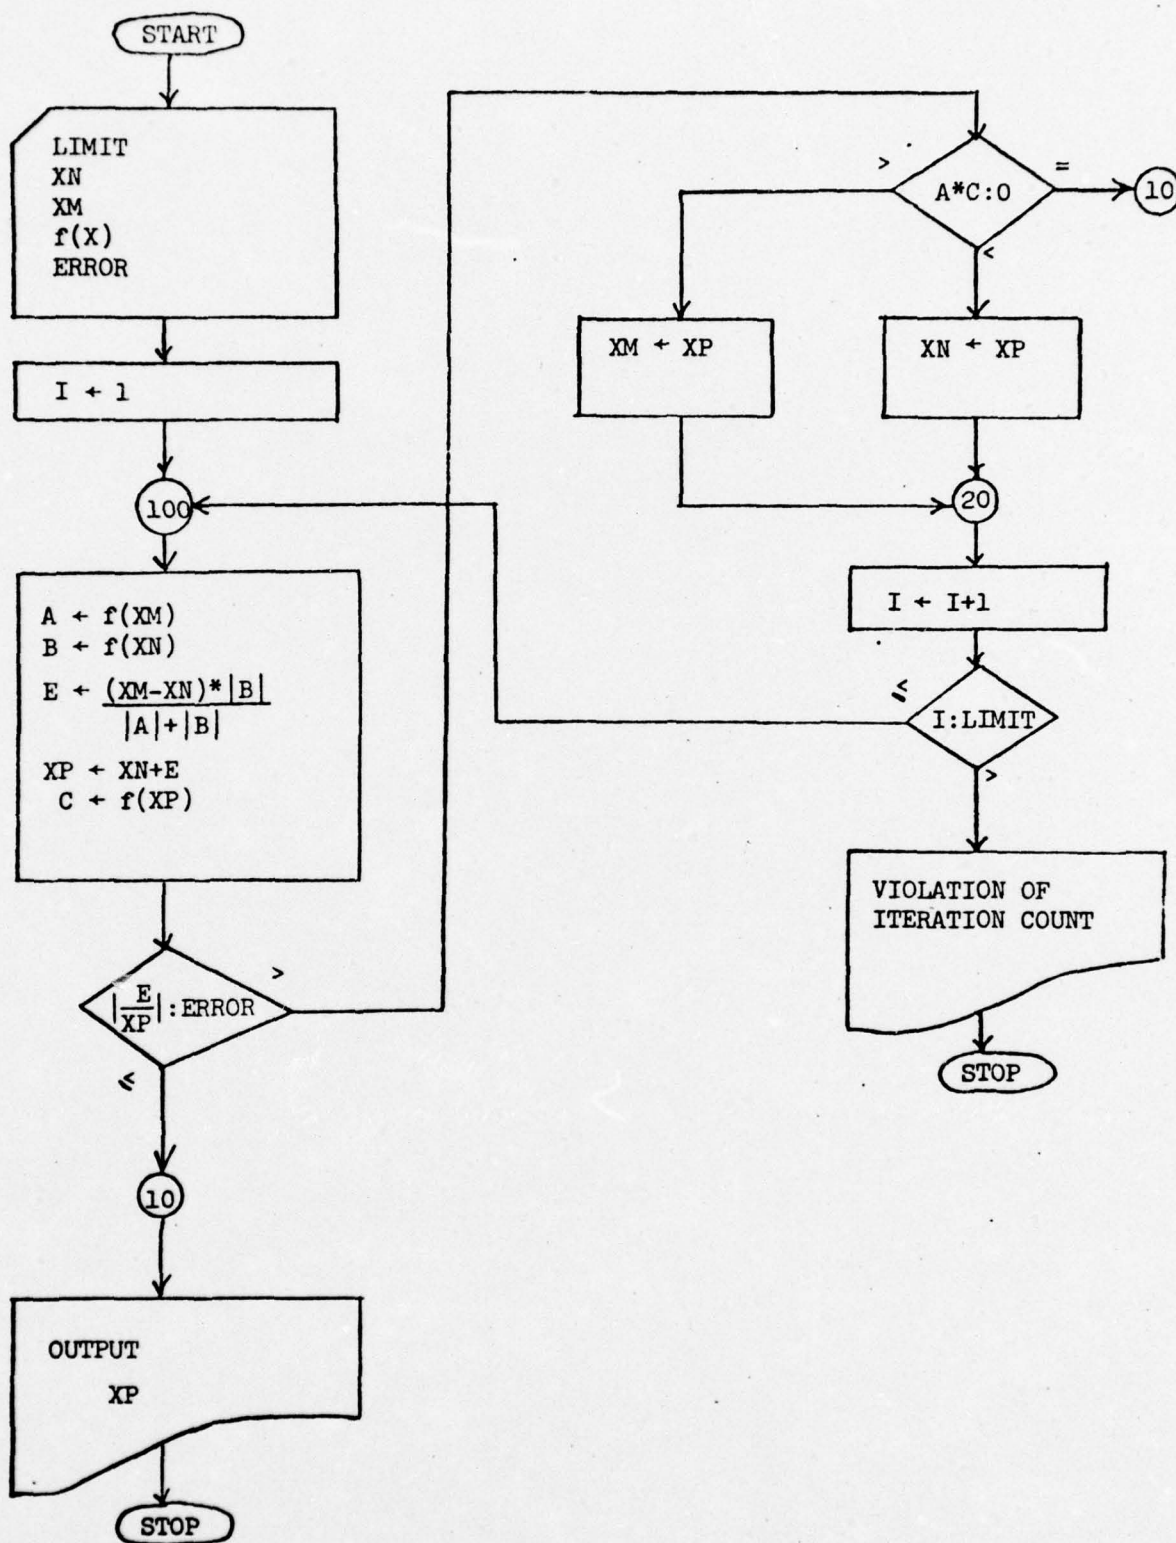 START
LIMIT
XN
XM
f(X)
ERROR
I ← 1
100
A ← f(XM)
B ← f(XN)
E ← (XM-XN)*|B|
|A|+|B|
XP ← XN+E
C ← f(XP)
|E
XP|:ERROR
>
≤
10
OUTPUT
XP
STOP
A*C:0
>
=
10
<
XM ← XP
XN ← XP
20
I ← I+1
≤
I:LIMIT
>
VIOLATION OF
ITERATION COUNT
STOP